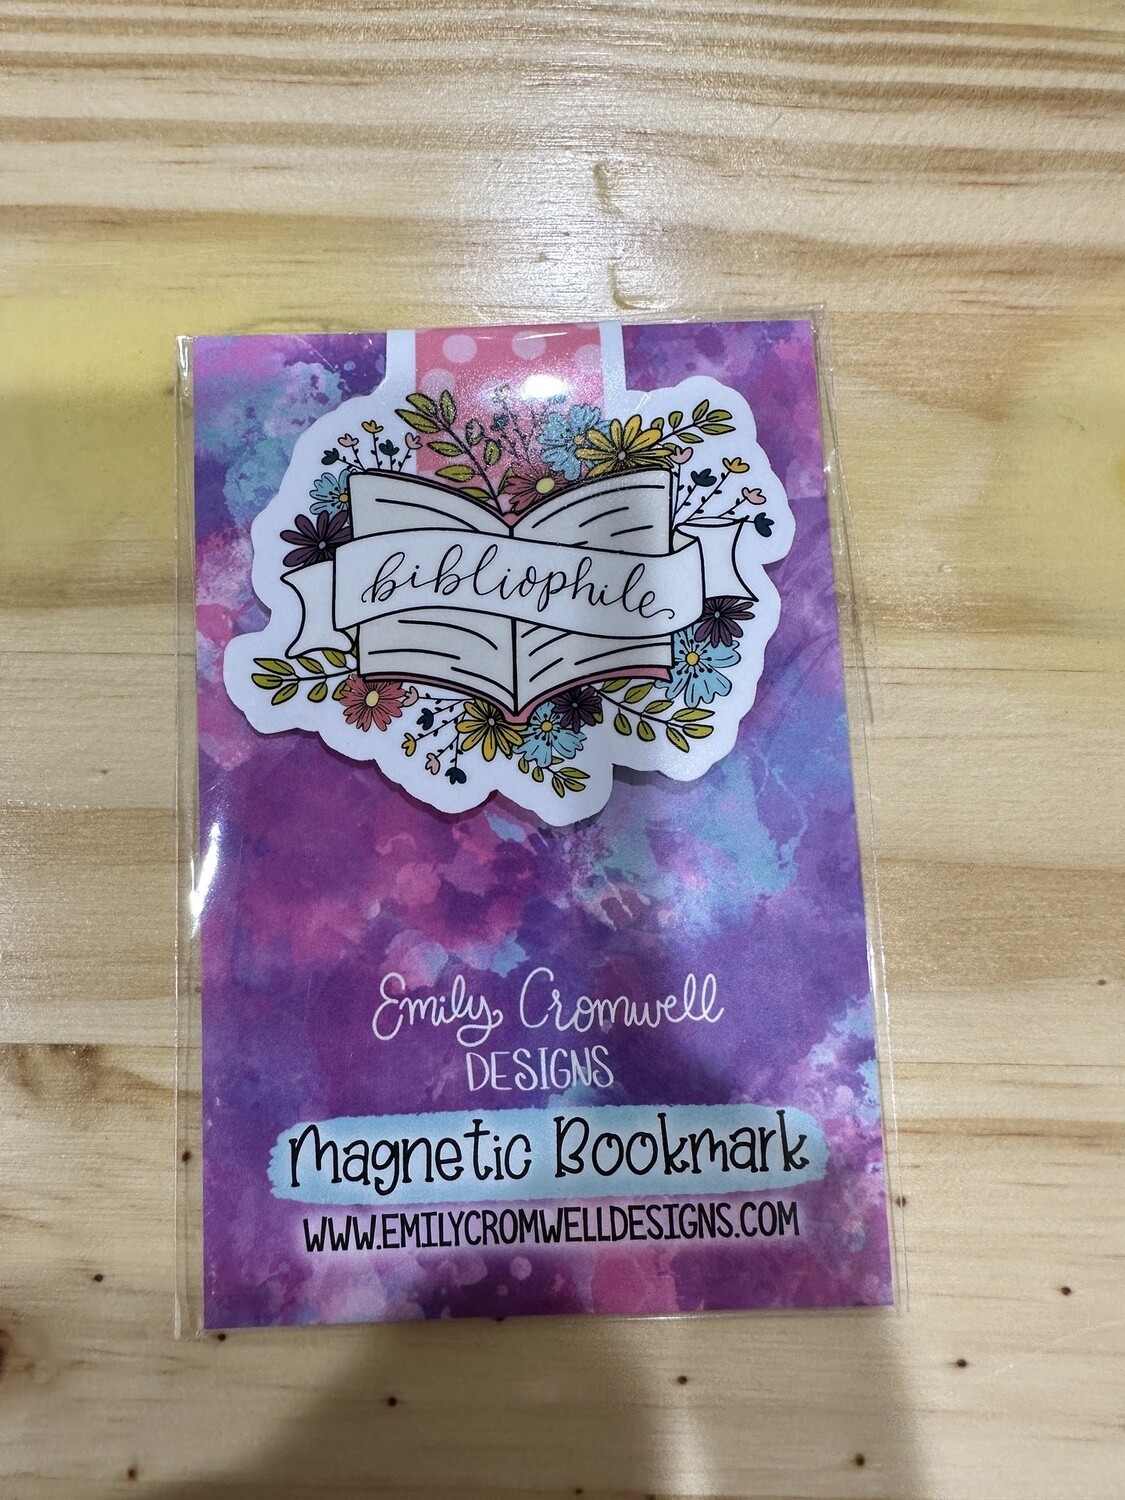 bibliophile
Emily Cromwell
DESIGNS
Magnetic Bookmark
WWW.EMILYCROMWELLDESIGNS.COM